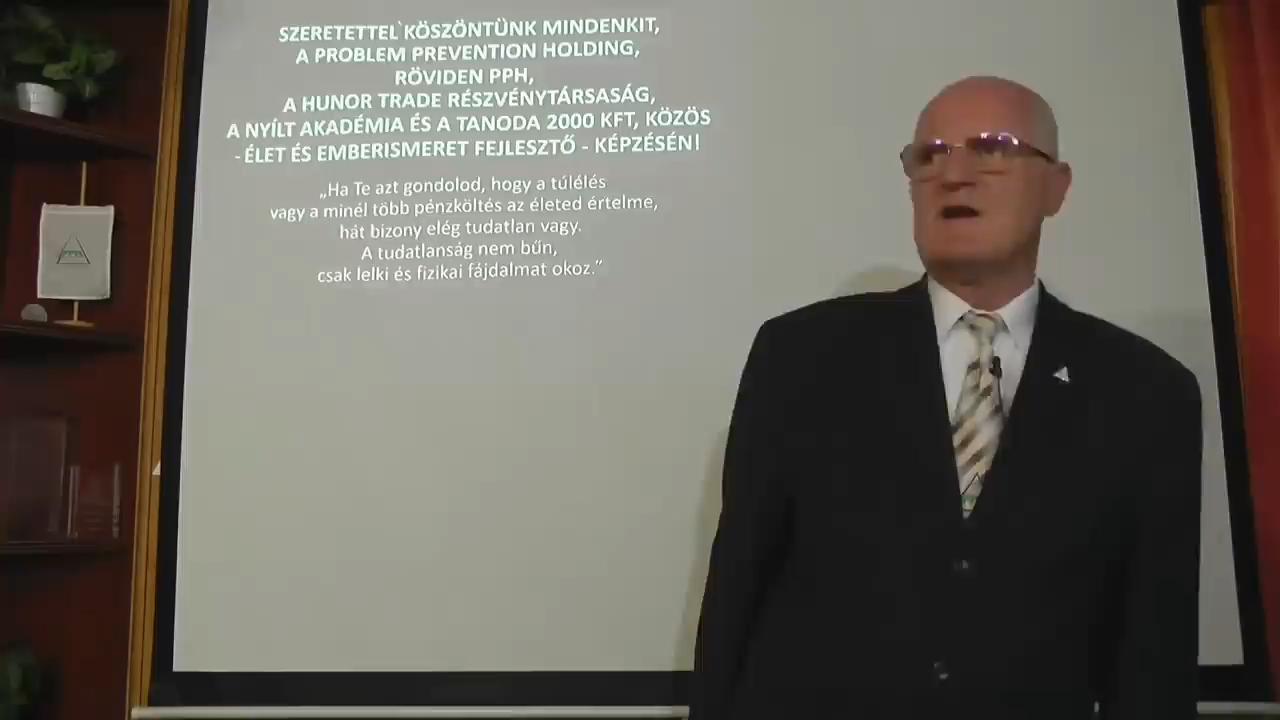 SZERETETTEL KÖSZÖNTÜNK MINDENKIT,
A PROBLEM PREVENTION HOLDING,
RÖVIDEN PPH,
A HUNOR TRADE RÉSZVÉNYTÁRSASÁG,
A NYÍLT AKADÉMIA ÉS A TANODA 2000 KFT, KÖZÖS
- ÉLET ÉS EMBERISMERET FEJLESZTŐ - KÉPZÉSÉN!
„Ha Te azt gondolod, hogy a túlélés
vagy a minél több pénzköltés az életed értelme,
hát bizony elég tudatlan vagy.
A tudatlanság nem bűn,
csak lelki és fizikai fájdalmat okoz.”